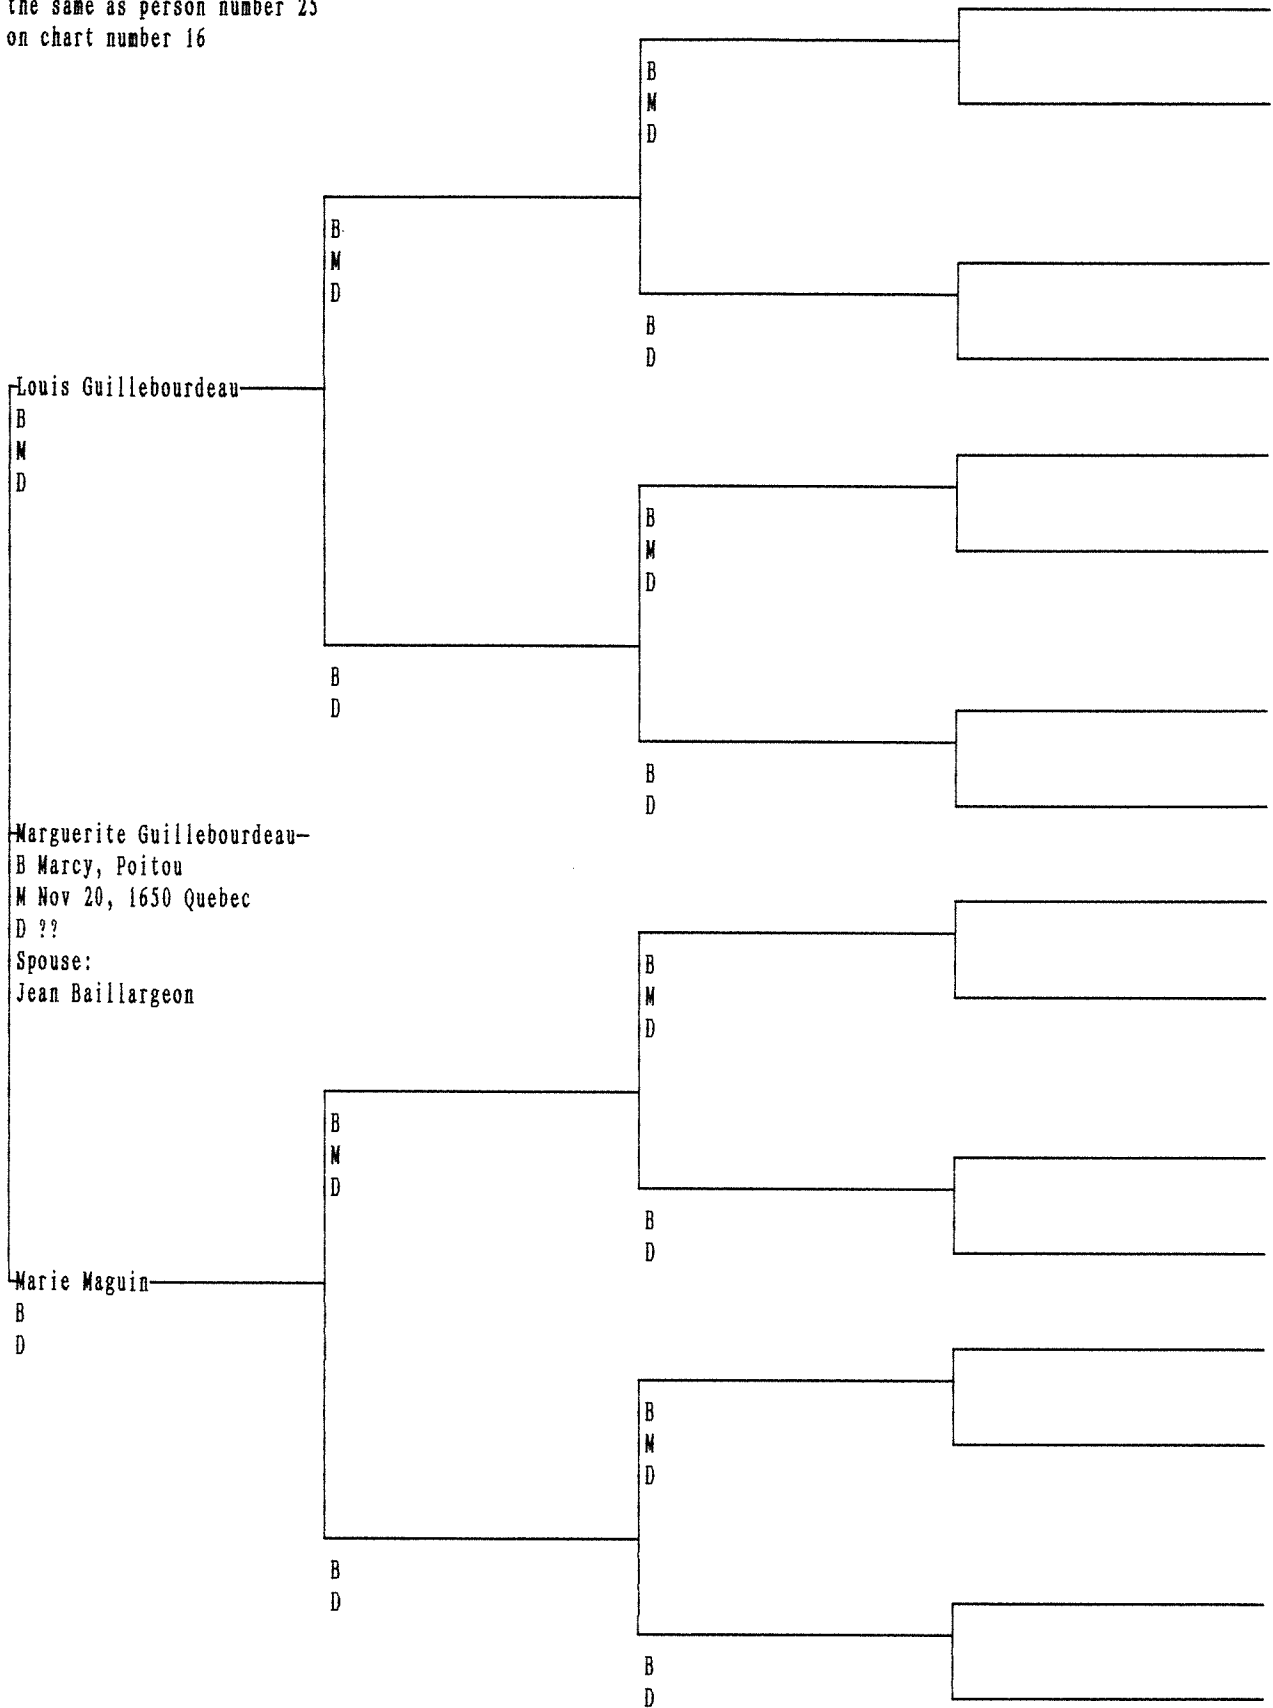 the same as person number 25
on chart number 16
B
M
D
B
M
D
B
D
Louis Guillebourdeau
B
M
D
B
M
D
B
D
B
D
Marguerite Guillebourdeau
B Marcy, Poitou
M Nov 20, 1650 Quebec
D ??
Spouse:
Jean Baillargeon
B
M
D
B
M
D
B
D
Marie Maguin
B
D
B
M
D
B
D
B
D